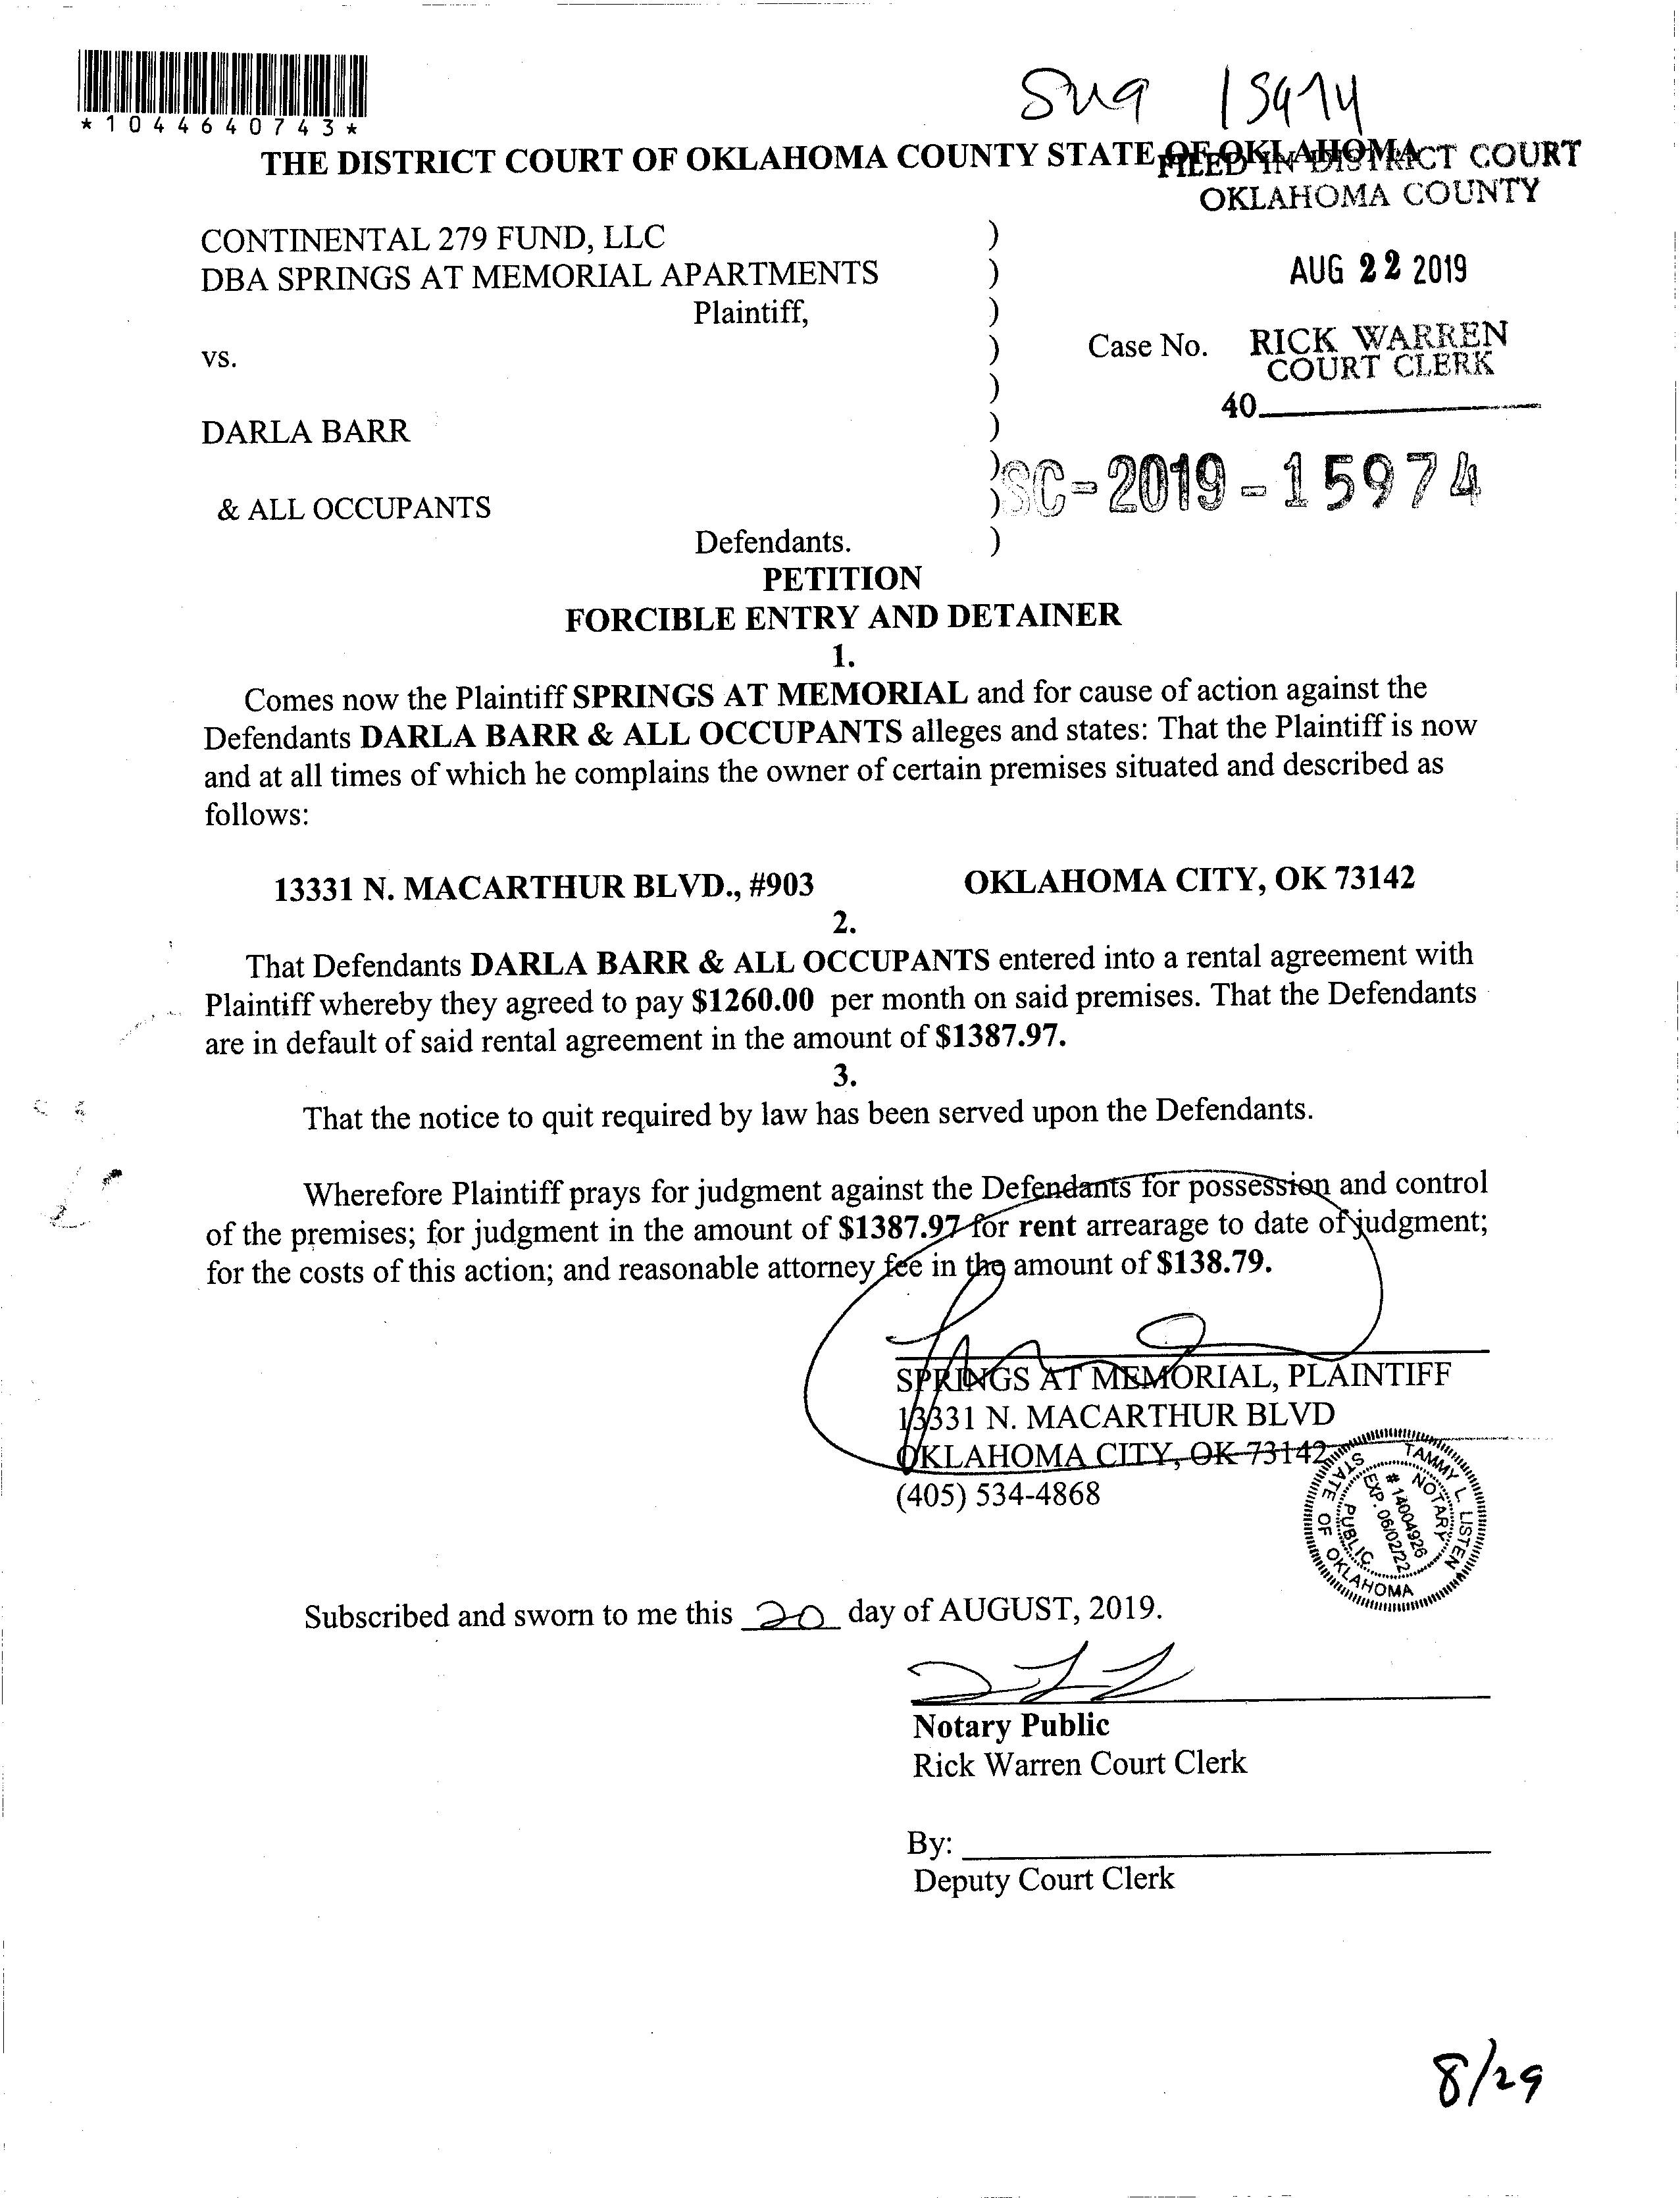 *1044640743*
THE DISTRICT COURT OF OKLAHOMA COUNTY STATE OF OKLAHOMA
FILED IN DISTRICT COURT
OKLAHOMA COUNTY
CONTINENTAL 279 FUND, LLC )
DBA SPRINGS AT MEMORIAL APARTMENTS ) AUG 22 2019
Plaintiff, )
vs. ) Case No. RICK WARREN
COURT CLERK
)
40
DARLA BARR )
) SC-2019-15974
& ALL OCCUPANTS )
Defendants. )
PETITION
FORCIBLE ENTRY AND DETAINER
1.
Comes now the Plaintiff SPRINGS AT MEMORIAL and for cause of action against the
Defendants DARLA BARR & ALL OCCUPANTS alleges and states: That the Plaintiff is now
and at all times of which he complains the owner of certain premises situated and described as
follows:
13331 N. MACARTHUR BLVD., #903 OKLAHOMA CITY, OK 73142
2.
That Defendants DARLA BARR & ALL OCCUPANTS entered into a rental agreement with
Plaintiff whereby they agreed to pay $1260.00 per month on said premises. That the Defendants
are in default of said rental agreement in the amount of $1387.97.
3.
That the notice to quit required by law has been served upon the Defendants.
Wherefore Plaintiff prays for judgment against the Defendants for possession and control
of the premises; for judgment in the amount of $1387.97 for rent arrearage to date of judgment;
for the costs of this action; and reasonable attorney fee in the amount of $138.79.
SPRINGS AT MEMORIAL, PLAINTIFF
13331 N. MACARTHUR BLVD
OKLAHOMA CITY, OK 73142
(405) 534-4868
TAMMY L. LISTEN
NOTARY PUBLIC
# 14004926
EXP. 06/02/22
STATE OF OKLAHOMA
Subscribed and sworn to me this 20 day of AUGUST, 2019.
Notary Public
Rick Warren Court Clerk
By:
Deputy Court Clerk
8/29